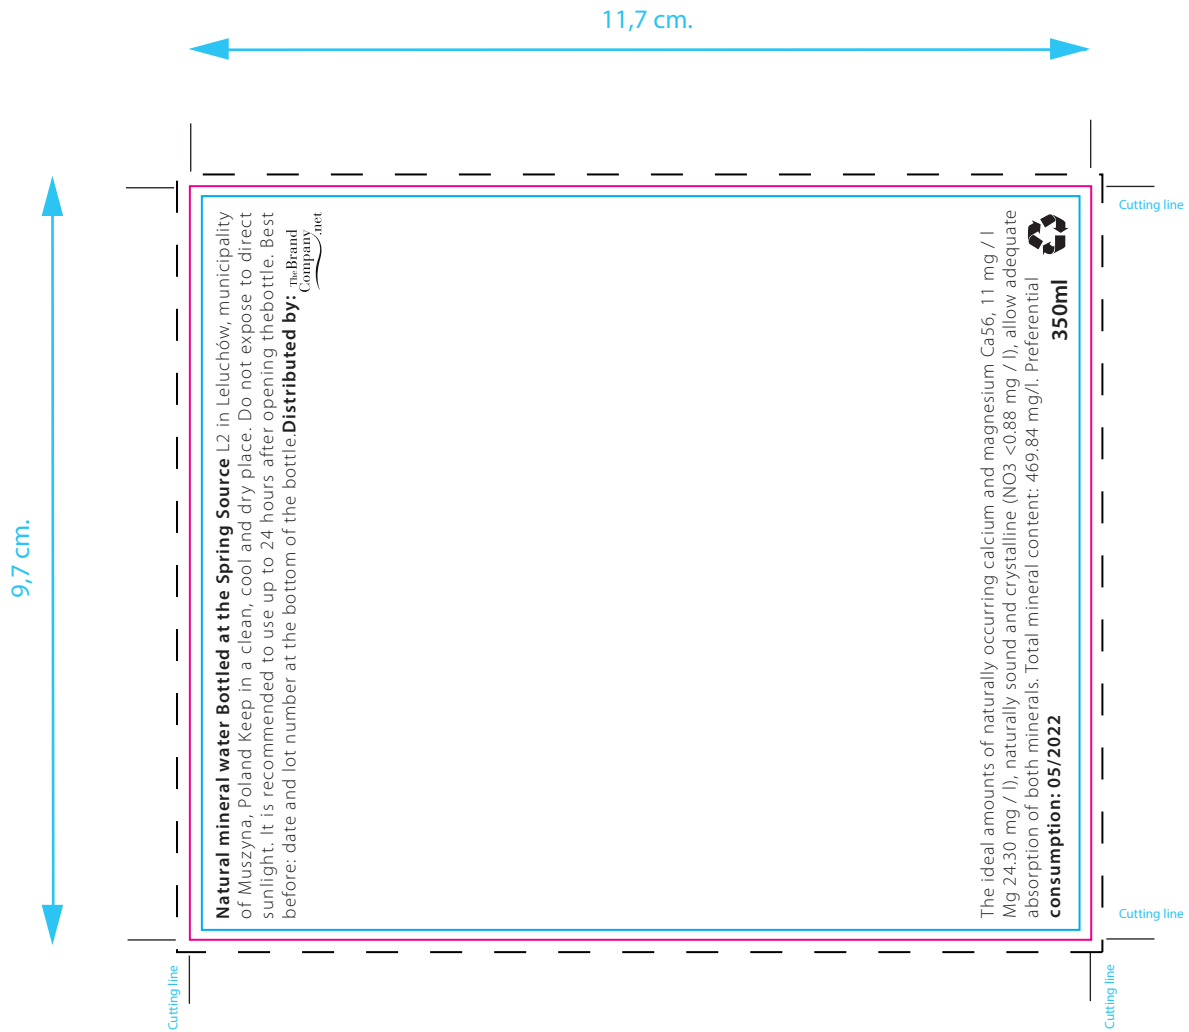 11,7 cm.
9,7 cm.
Cutting line
Natural mineral water Bottled at the Spring Source L2 in Leluchów, municipality
of Muszyna, Poland Keep in a clean, cool and dry place. Do not expose to direct
sunlight. It is recommended to use up to 24 hours after opening thebottle. Best
before: date and lot number at the bottom of the bottle.Distributed by:
The Brand
Company
.net
The ideal amounts of naturally occurring calcium and magnesium Ca56, 11 mg / l
Mg 24.30 mg / l), naturally sound and crystalline (NO3 <0.88 mg / l), allow adequate
absorption of both minerals. Total mineral content: 469.84 mg/l. Preferential
consumption: 05/2022
350ml
Cutting line
Cutting line
Cutting line